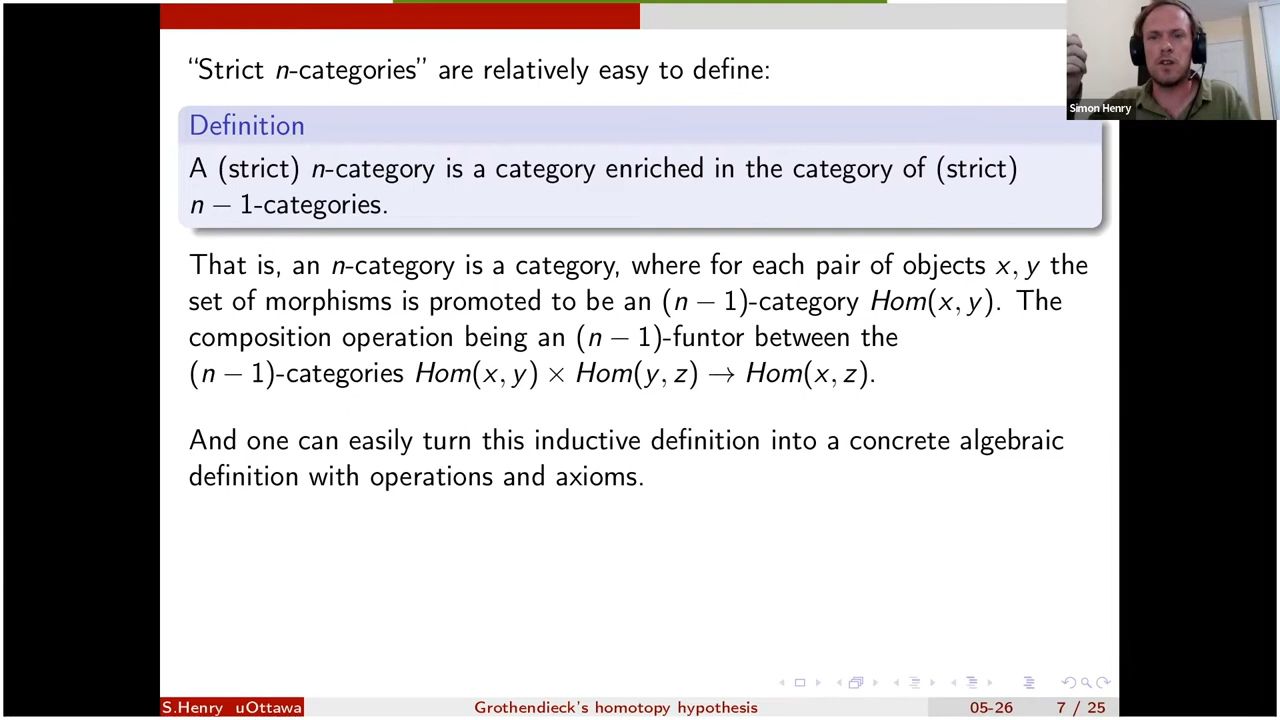 “Strict n-categories” are relatively easy to define:
Simon Henry
Definition
A (strict) n-category is a category enriched in the category of (strict)
n − 1-categories.
That is, an n-category is a category, where for each pair of objects x, y the
set of morphisms is promoted to be an (n − 1)-category Hom(x, y). The
composition operation being an (n − 1)-funtor between the
(n − 1)-categories Hom(x, y) × Hom(y, z) → Hom(x, z).
And one can easily turn this inductive definition into a concrete algebraic
definition with operations and axioms.
S.Henry uOttawa Grothendieck's homotopy hypothesis 05-26 7 / 25